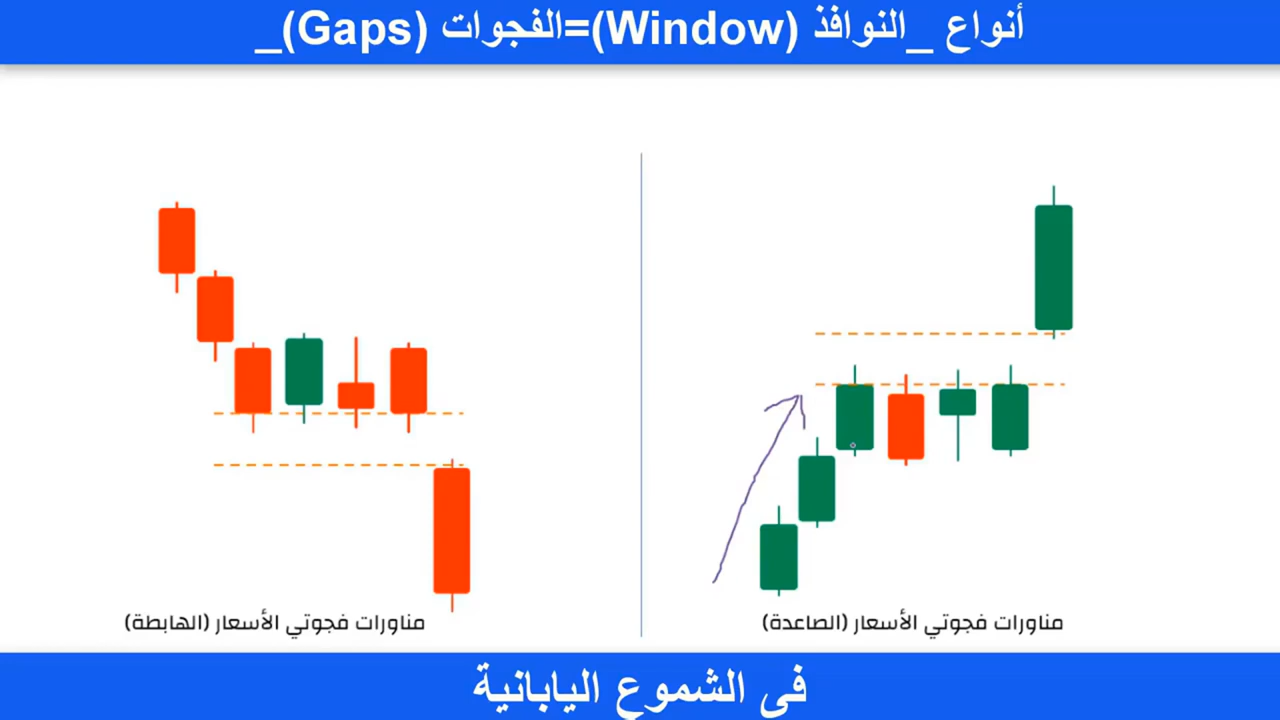 أنواع _النوافذ (Window)=الفجوات (Gaps)_
مناورات فجوتي الأسعار (الصاعدة)
مناورات فجوتي الأسعار (الهابطة)
فى الشموع اليابانية